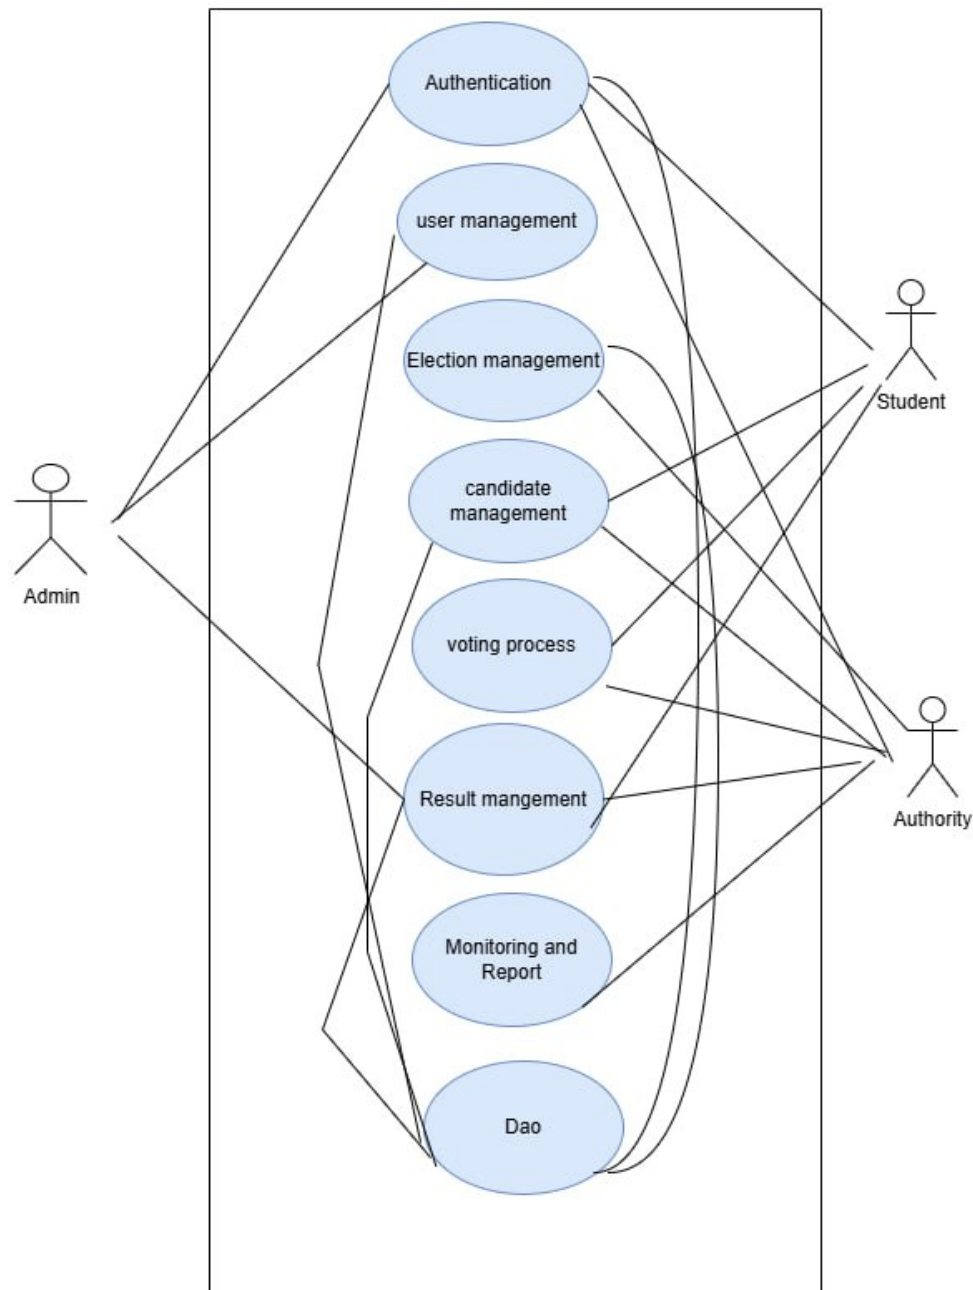 Authentication
user management
Election management
Student
candidate
management
Admin
voting process
Result mangement
Authority
Monitoring and
Report
Dao